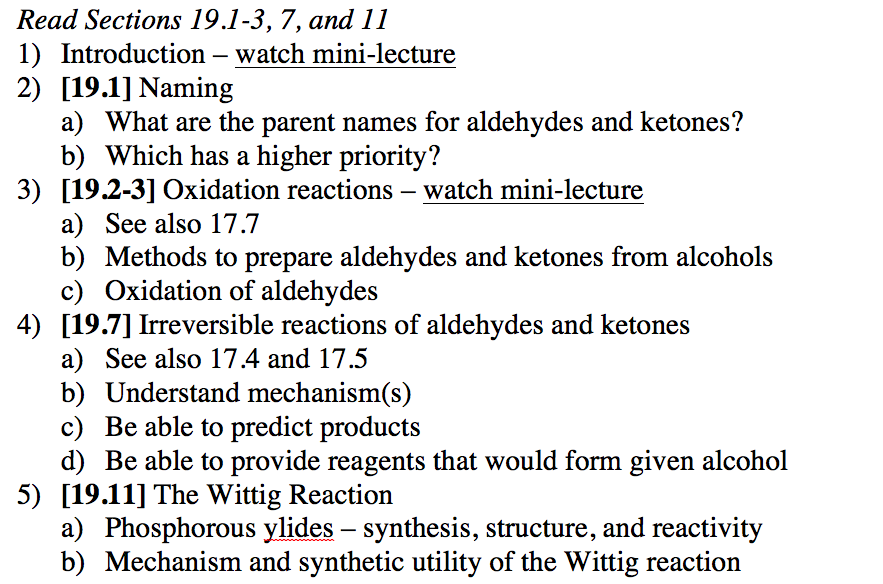 Read Sections 19.1-3, 7, and 11
1) Introduction – watch mini-lecture
2) [19.1] Naming
a) What are the parent names for aldehydes and ketones?
b) Which has a higher priority?
3) [19.2-3] Oxidation reactions – watch mini-lecture
a) See also 17.7
b) Methods to prepare aldehydes and ketones from alcohols
c) Oxidation of aldehydes
4) [19.7] Irreversible reactions of aldehydes and ketones
a) See also 17.4 and 17.5
b) Understand mechanism(s)
c) Be able to predict products
d) Be able to provide reagents that would form given alcohol
5) [19.11] The Wittig Reaction
a) Phosphorous ylides – synthesis, structure, and reactivity
b) Mechanism and synthetic utility of the Wittig reaction